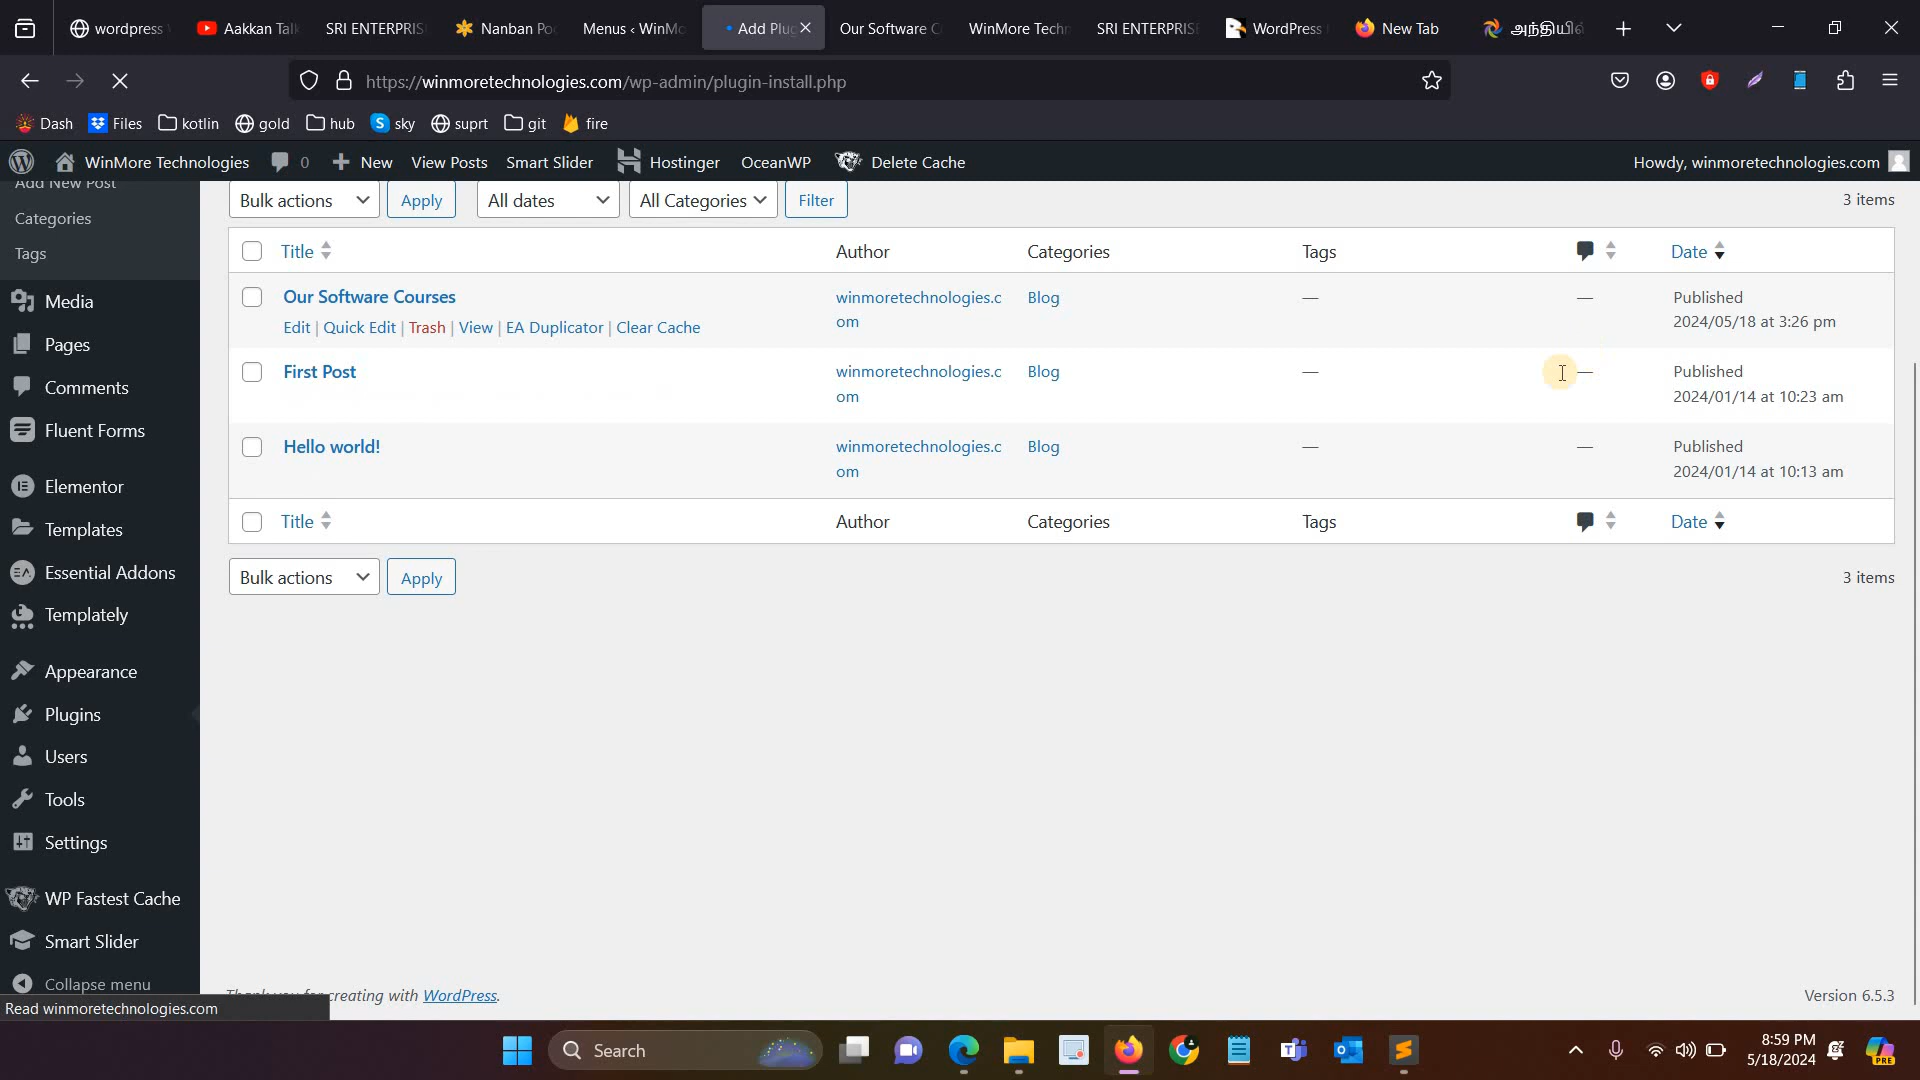 wordpress
Aakkan Talk
SRI ENTERPRIS
Nanban Po
Menus ‹ WinMo
Add Plug
Our Software C
WinMore Tech
SRI ENTERPRIS
WordPress
New Tab
https://winmoretechnologies.com/wp-admin/plugin-install.php
Dash
Files
kotlin
gold
hub
sky
suprt
git
fire
WinMore Technologies
0
New
View Posts
Smart Slider
Hostinger
OceanWP
Delete Cache
Howdy, winmoretechnologies.com
Add New Post
Categories
Tags
Media
Pages
Comments
Fluent Forms
Elementor
Templates
Essential Addons
Templately
Appearance
Plugins
Users
Tools
Settings
WP Fastest Cache
Smart Slider
Collapse menu
Read winmoretechnologies.com
Bulk actions
Apply
All dates
All Categories
Filter
3 items
Title
Author
Categories
Tags
Date
Our Software Courses
Edit | Quick Edit | Trash | View | EA Duplicator | Clear Cache
winmoretechnologies.c
om
Blog
—
—
Published
2024/05/18 at 3:26 pm
First Post
winmoretechnologies.c
om
Blog
—
—
Published
2024/01/14 at 10:23 am
Hello world!
winmoretechnologies.c
om
Blog
—
—
Published
2024/01/14 at 10:13 am
Title
Author
Categories
Tags
Date
Bulk actions
Apply
3 items
creating with WordPress.
Version 6.5.3
Search
8:59 PM
5/18/2024
PRE